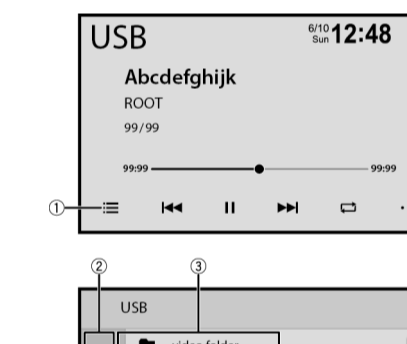 USB
6/10
Sun 12:48
Abcdefghijk
ROOT
99/99
99:99 99:99
①
② ③
USB
video folder